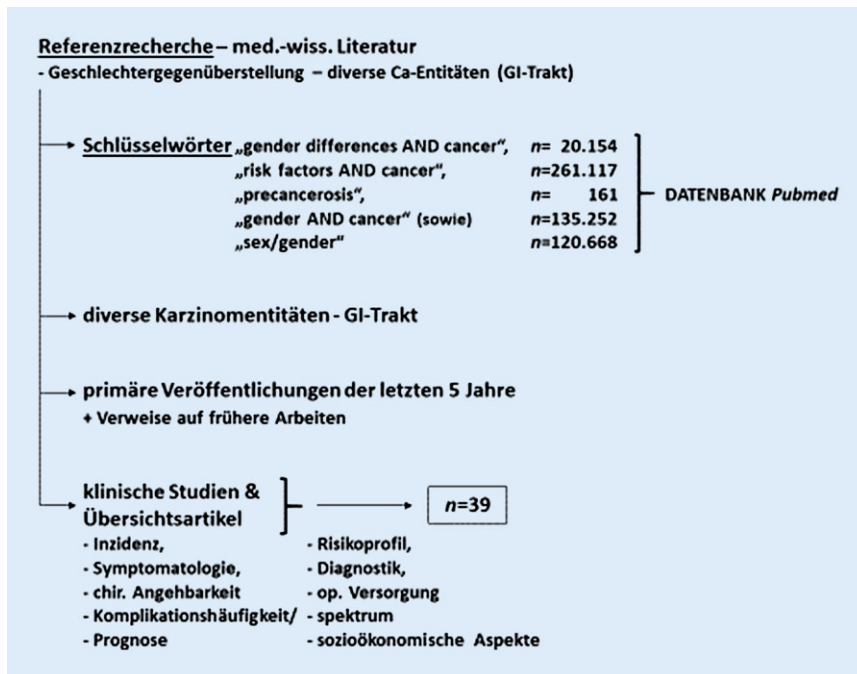 Referenzrecherche – med.-wiss. Literatur
- Geschlechtergegenüberstellung – diverse Ca-Entitäten (GI-Trakt)
Schlüsselwörter „gender differences AND cancer“, n= 20.154
„risk factors AND cancer“, n=261.117
„precancerosis“, n= 161
„gender AND cancer“ (sowie) n=135.252
„sex/gender“ n=120.668
DATENBANK Pubmed
diverse Karzinomentitäten - GI-Trakt
primäre Veröffentlichungen der letzten 5 Jahre
+ Verweise auf frühere Arbeiten
klinische Studien &
Übersichtsartikel
n=39
- Inzidenz, - Risikoprofil,
- Symptomatologie, - Diagnostik,
- chir. Angehbarkeit - op. Versorgung
- Komplikationshäufigkeit/ - spektrum
- Prognose - sozioökonomische Aspekte